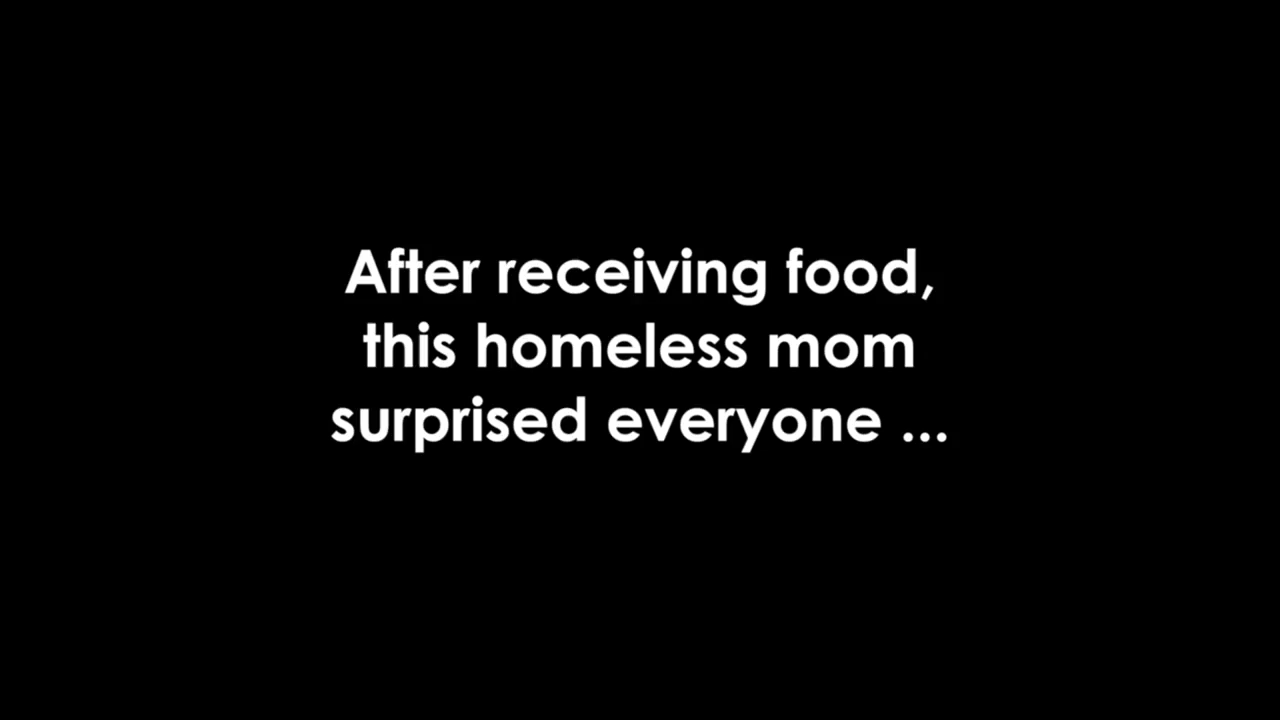 After receiving food,
this homeless mom
surprised everyone ...